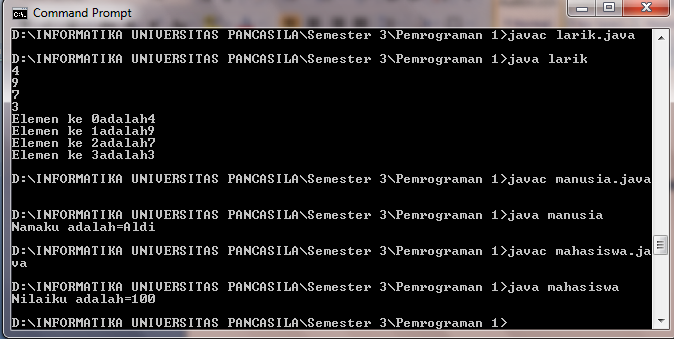 Command Prompt
D:\INFORMATIKA UNIVERSITAS PANCASILA\Semester 3\Pemrograman 1>javac larik.java
D:\INFORMATIKA UNIVERSITAS PANCASILA\Semester 3\Pemrograman 1>java larik
4
9
7
3
Elemen ke 0adalah4
Elemen ke 1adalah9
Elemen ke 2adalah7
Elemen ke 3adalah3
D:\INFORMATIKA UNIVERSITAS PANCASILA\Semester 3\Pemrograman 1>javac manusia.java
D:\INFORMATIKA UNIVERSITAS PANCASILA\Semester 3\Pemrograman 1>java manusia
Namaku adalah=Aldi
D:\INFORMATIKA UNIVERSITAS PANCASILA\Semester 3\Pemrograman 1>javac mahasiswa.ja
va
D:\INFORMATIKA UNIVERSITAS PANCASILA\Semester 3\Pemrograman 1>java mahasiswa
Nilaiku adalah=100
D:\INFORMATIKA UNIVERSITAS PANCASILA\Semester 3\Pemrograman 1>